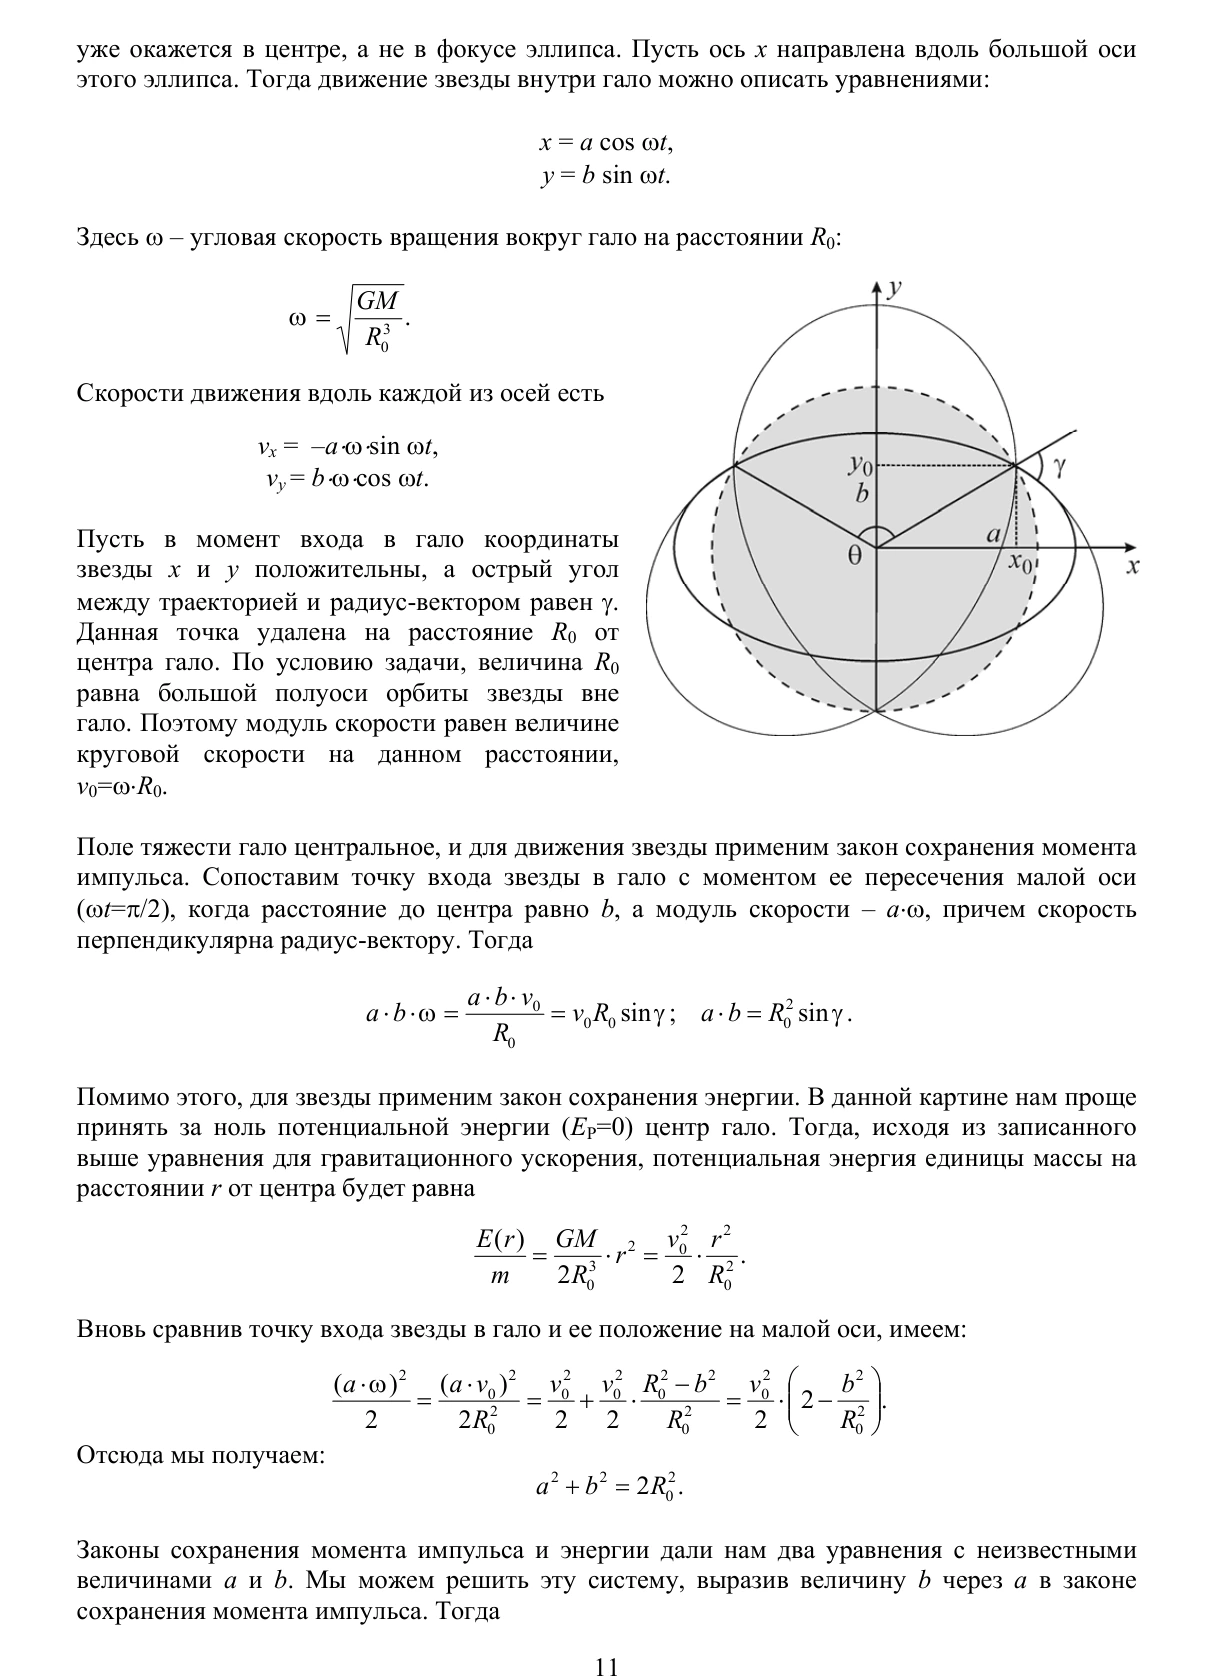 уже окажется в центре, а не в фокусе эллипса. Пусть ось x направлена вдоль большой оси
этого эллипса. Тогда движение звезды внутри гало можно описать уравнениями:
x = a cos ωt,
y = b sin ωt.
Здесь ω – угловая скорость вращения вокруг гало на расстоянии R₀:
ω = √(GM / R₀³).
Скорости движения вдоль каждой из осей есть
vₓ = –a·ω·sin ωt,
v_y = b·ω·cos ωt.
Пусть в момент входа в гало координаты
звезды x и y положительны, а острый угол
между траекторией и радиус-вектором равен γ.
Данная точка удалена на расстояние R₀ от
центра гало. По условию задачи, величина R₀
равна большой полуоси орбиты звезды вне
гало. Поэтому модуль скорости равен величине
круговой скорости на данном расстоянии,
v₀=ω·R₀.
y
y₀
γ
b
a
θ
x₀
x
Поле тяжести гало центральное, и для движения звезды применим закон сохранения момента
импульса. Сопоставим точку входа звезды в гало с моментом ее пересечения малой оси
(ωt=π/2), когда расстояние до центра равно b, а модуль скорости – a·ω, причем скорость
перпендикулярна радиус-вектору. Тогда
a · b · ω = (a · b · v₀) / R₀ = v₀R₀ sin γ ; a · b = R₀² sin γ .
Помимо этого, для звезды применим закон сохранения энергии. В данной картине нам проще
принять за ноль потенциальной энергии (E_P=0) центр гало. Тогда, исходя из записанного
выше уравнения для гравитационного ускорения, потенциальная энергия единицы массы на
расстоянии r от центра будет равна
E(r) / m = GM / 2R₀³ · r² = v₀² / 2 · r² / R₀² .
Вновь сравнив точку входа звезды в гало и ее положение на малой оси, имеем:
(a · ω)² / 2 = (a · v₀)² / 2R₀² = v₀² / 2 + v₀² / 2 · (R₀² − b²) / R₀² = v₀² / 2 · (2 − b² / R₀²).
Отсюда мы получаем:
a² + b² = 2R₀².
Законы сохранения момента импульса и энергии дали нам два уравнения с неизвестными
величинами a и b. Мы можем решить эту систему, выразив величину b через a в законе
сохранения момента импульса. Тогда
11